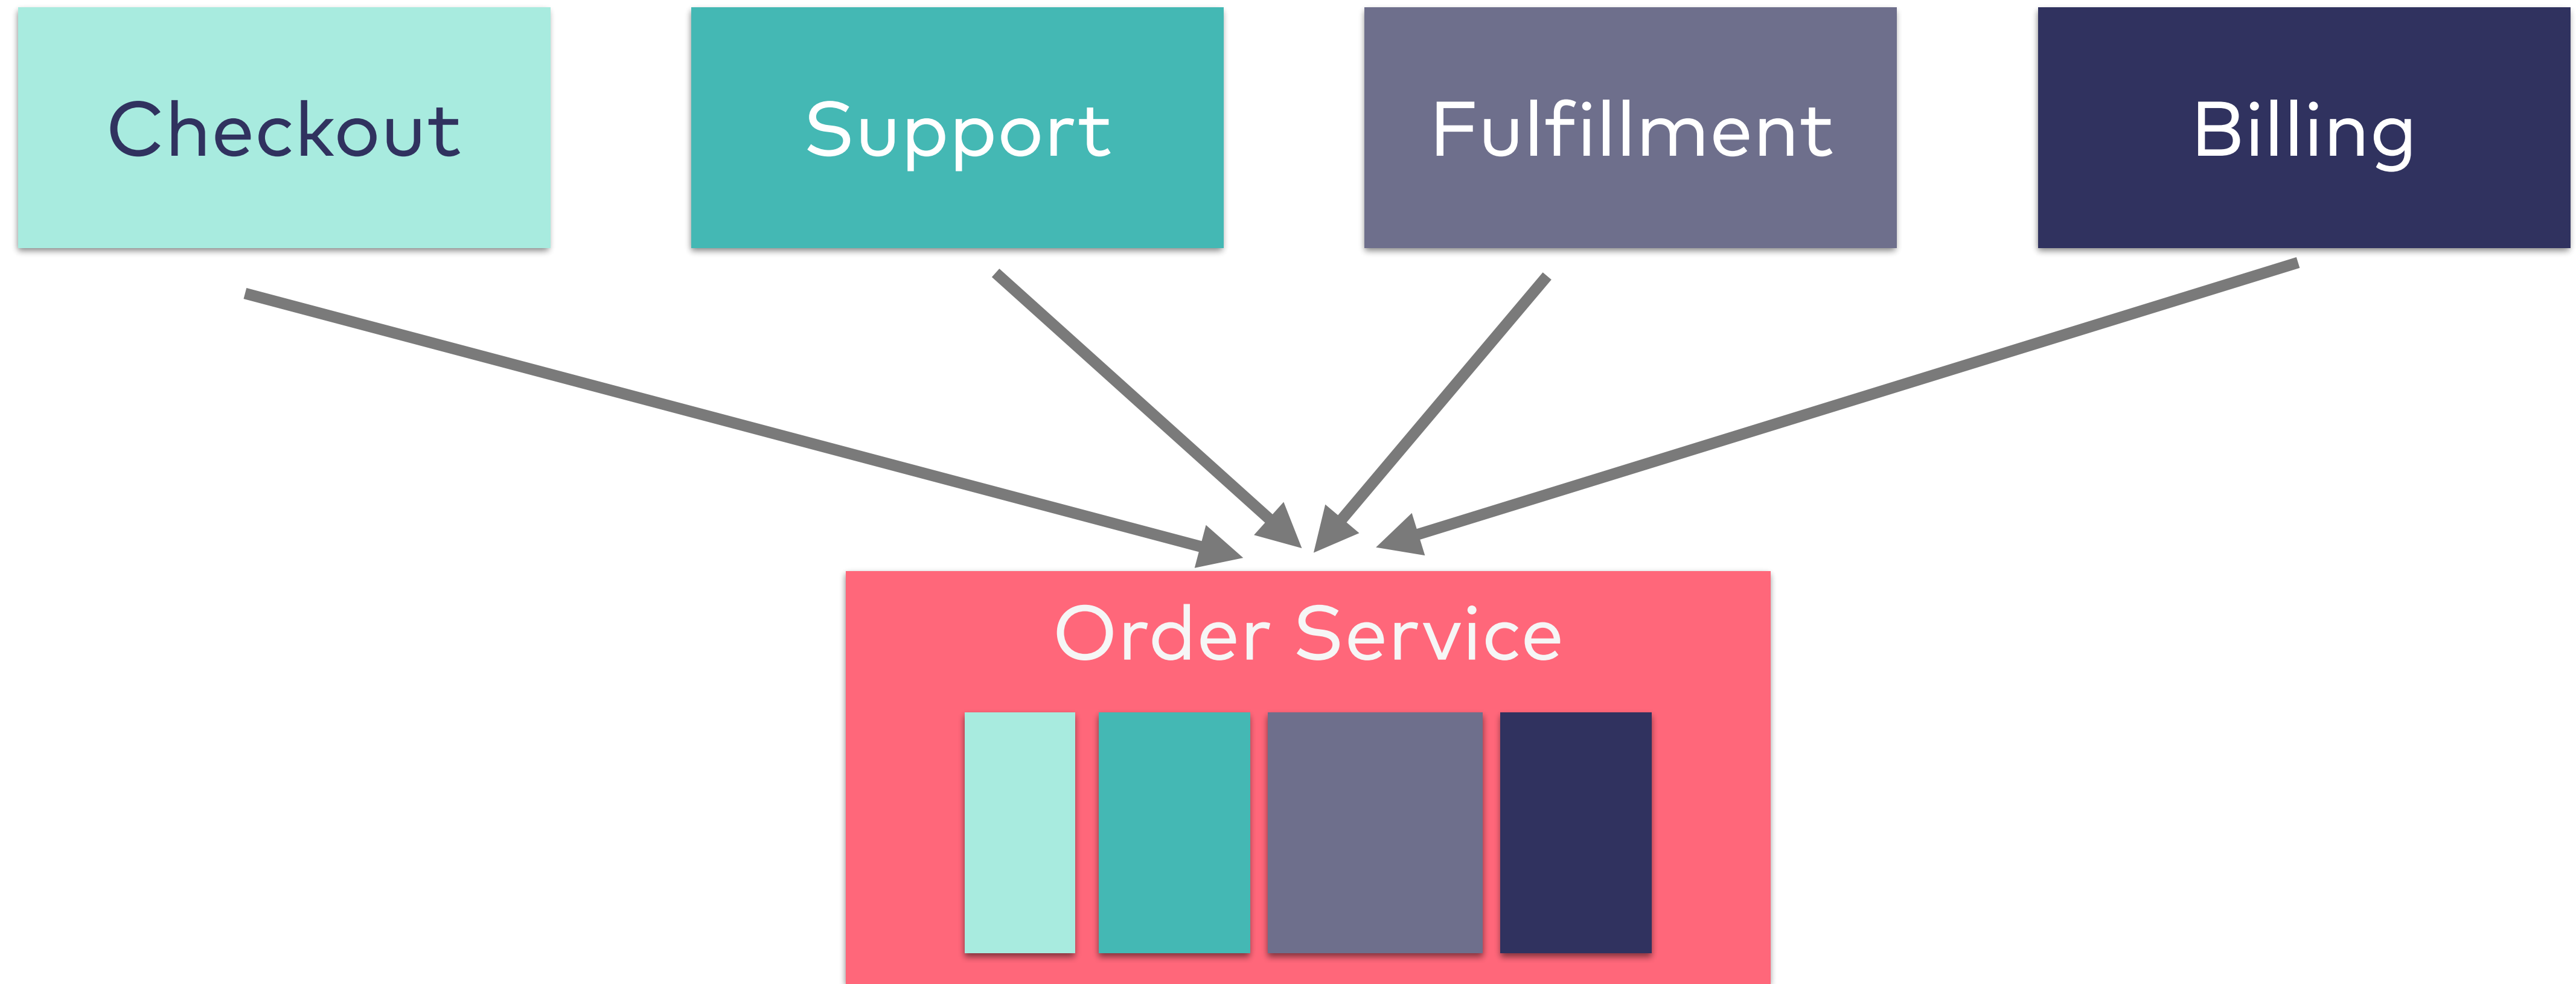 Checkout
Support
Fulfillment
Billing
Order Service